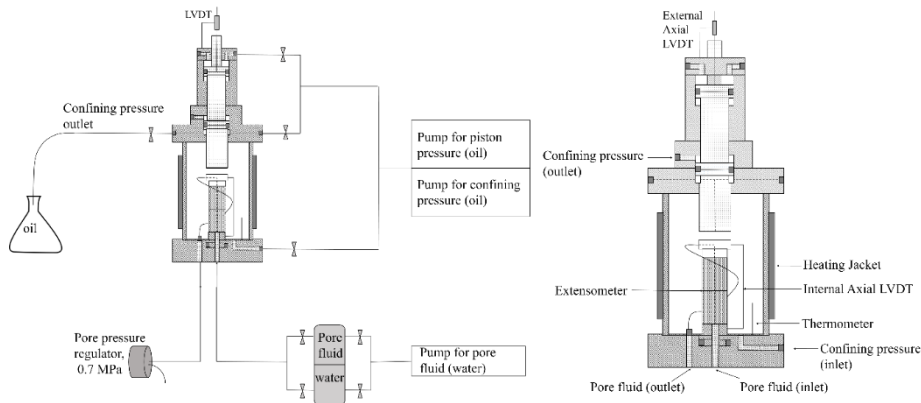 LVDT
Confining pressure
outlet
oil
Pump for piston
pressure (oil)
Pump for confining
pressure (oil)
Pore pressure
regulator,
0.7 MPa
Pore
fluid
water
Pump for pore
fluid (water)
External
Axial
LVDT
Confining pressure
(outlet)
Heating Jacket
Extensometer
Internal Axial LVDT
Thermometer
Confining pressure
(inlet)
Pore fluid (outlet)
Pore fluid (inlet)